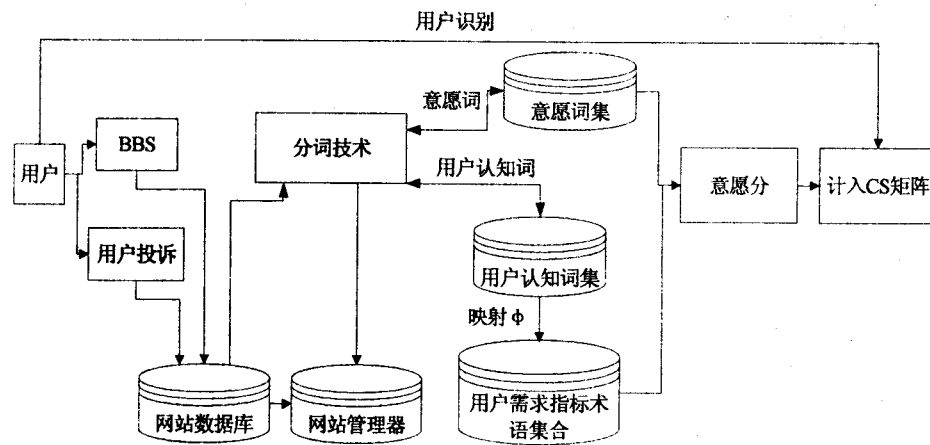 用户识别
意愿词
意愿词集
BBS
分词技术
用户
用户认知词
意愿分
计入CS矩阵
用户投诉
用户认知词集
映射 ф
网站数据库
网站管理器
用户需求指标术
语集合